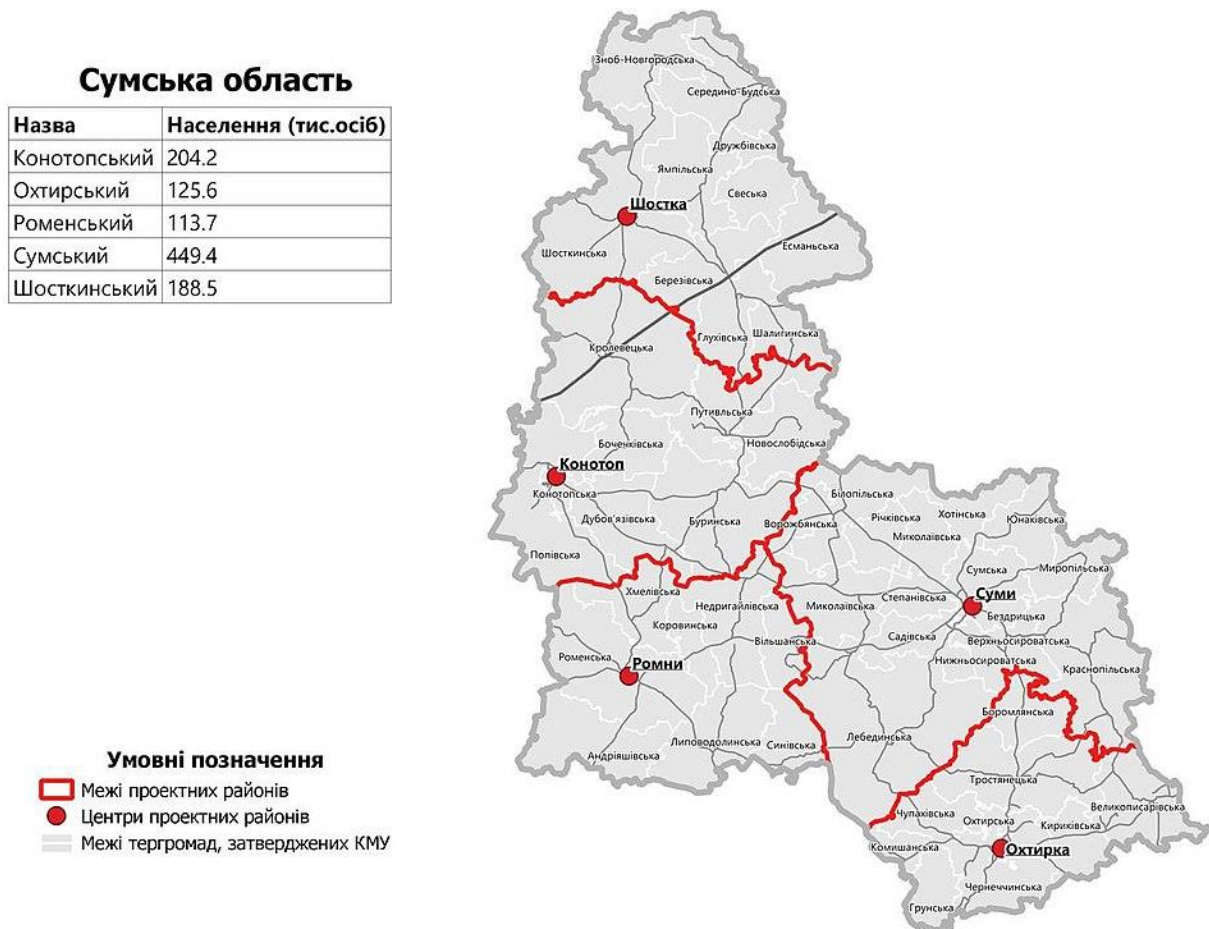 Сумська область
Назва Населення (тис.осіб)
Конотопський 204.2
Охтирський 125.6
Роменський 113.7
Сумський 449.4
Шосткинський 188.5
Зноб-Новгородська
Середино-Будська
Дружбівська
Ямпільська
Свеська
Шостка
Есманьська
Шосткинська
Березівська
Глухівська
Шалигинська
Кролевецька
Путивльська
Новослобідська
Боченківська
Конотоп
Конотопська
Дубов'язівська
Буринська
Попівська
Ворожбянська
Білопільська
Річківська
Хотінська
Миколаївська
Юнаківська
Сумська
Миропільська
Хмелівська
Недригайлівська
Миколаївська
Степанівська
Суми
Бездрицька
Коровинська
Вільшанська
Садівська
Верхньосироватська
Роменська
Ромни
Нижньосироватська
Краснопільська
Боромлянська
Андріяшівська
Липоводолинська
Синівська
Лебединська
Тростянецька
Чупахівська
Охтирська
Кириківська
Великописарівська
Комишанська
Охтирка
Чернеччинська
Грунська
Умовні позначення
Межі проектних районів
Центри проектних районів
Межі тергромад, затверджених КМУ